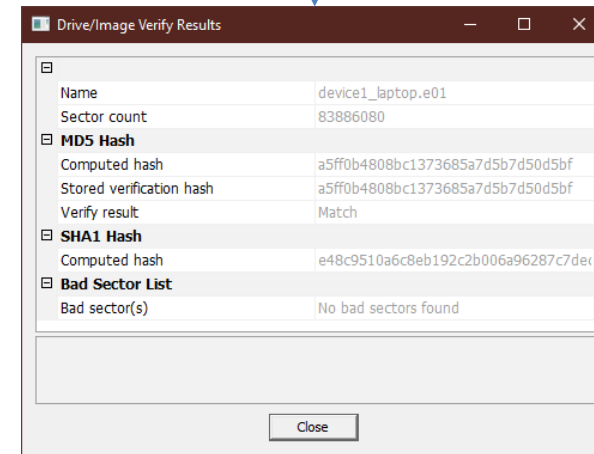 Drive/Image Verify Results
Name device1_laptop.e01
Sector count 83886080
MD5 Hash
Computed hash a5ff0b4808bc1373685a7d5b7d50d5bf
Stored verification hash a5ff0b4808bc1373685a7d5b7d50d5bf
Verify result Match
SHA1 Hash
Computed hash e48c9510a6c8eb192c2b006a96287c7dec
Bad Sector List
Bad sector(s) No bad sectors found
Close